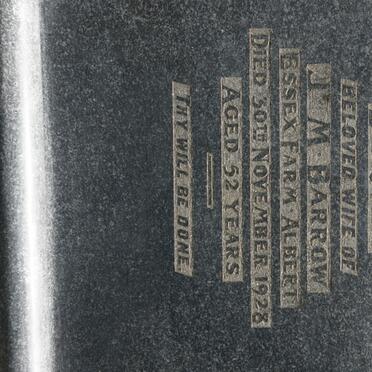 BELOVED WIFE OF
J. M. BARROW
ESSEX FARM ALBERT
DIED 30TH NOVEMBER 1928
AGED 52 YEARS
THY WILL BE DONE